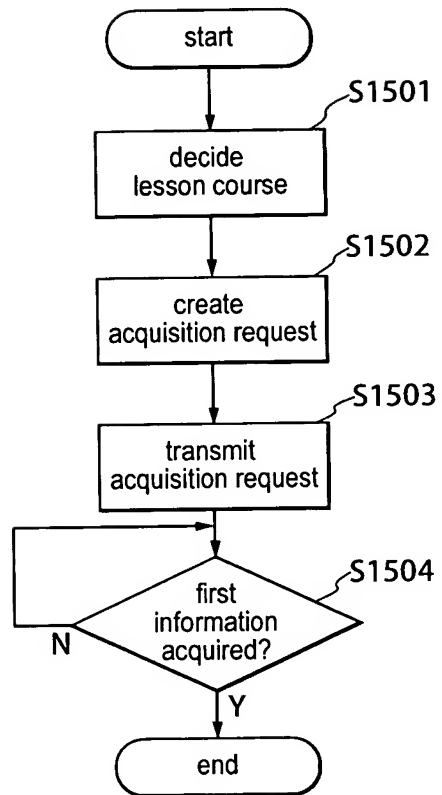 start
S1501
decide
lesson course
S1502
create
acquisition request
S1503
transmit
acquisition request
S1504
first
information
acquired?
N
Y
end